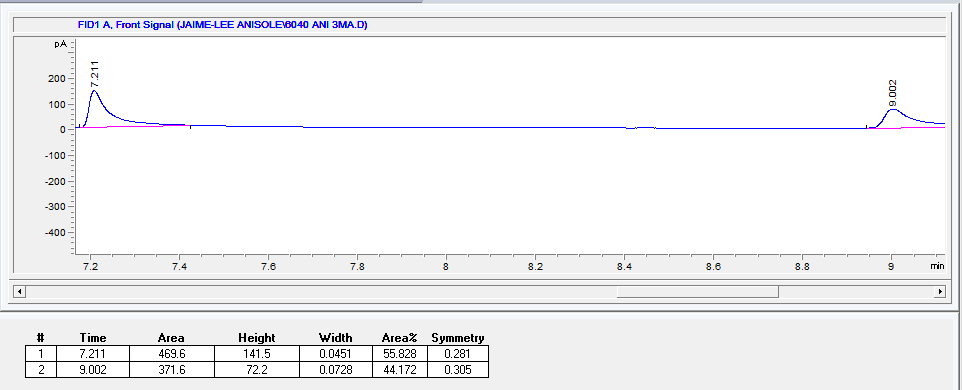 FID1 A, Front Signal (JAIME-LEE ANISOLE\6040 ANI 3MA.D)
pA
7.211
9.002
200
100
0
-100
-200
-300
-400
7.2 7.4 7.6 7.8 8 8.2 8.4 8.6 8.8 9 min
# Time Area Height Width Area% Symmetry
1 7.211 469.6 141.5 0.0451 55.828 0.281
2 9.002 371.6 72.2 0.0728 44.172 0.305